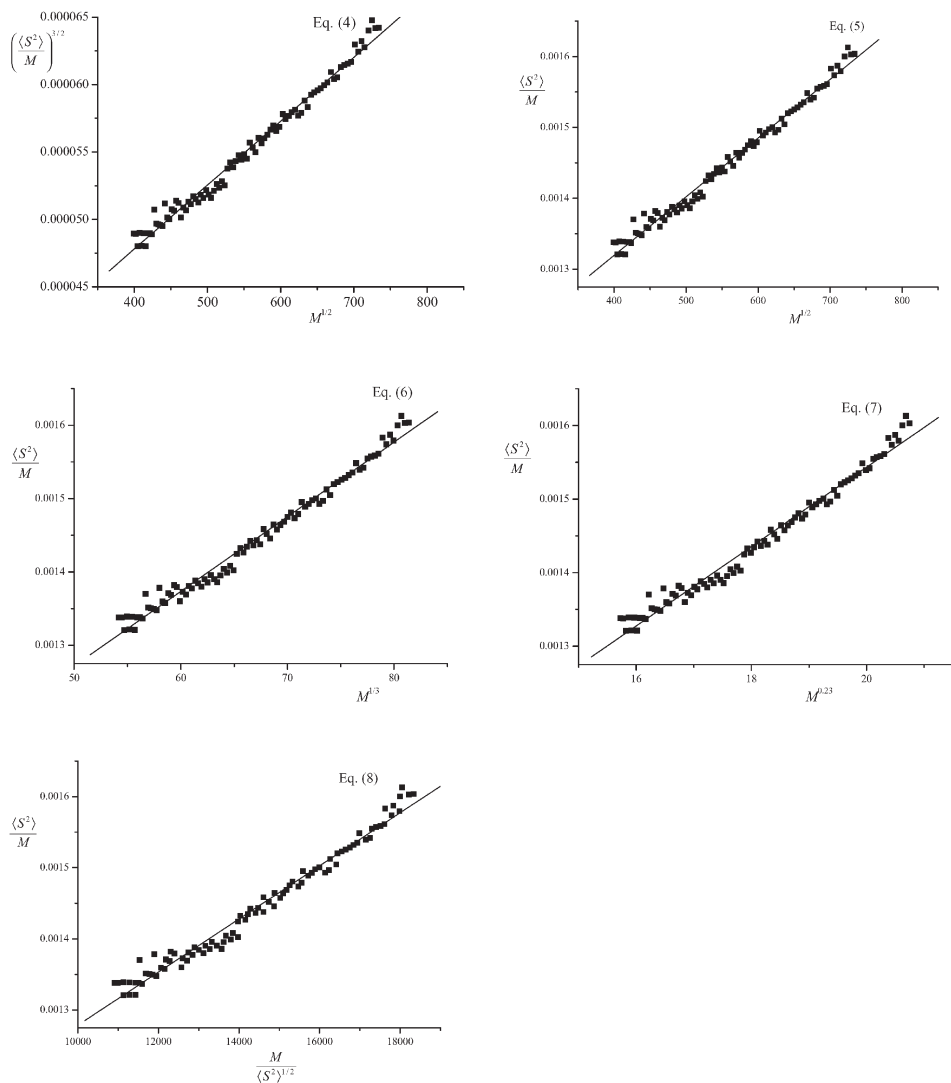 Eq. (4)
(⟨S²⟩/M)^3/2
0.000065
0.000060
0.000055
0.000050
0.000045
400 500 600 700 800
M^1/2
Eq. (5)
⟨S²⟩/M
0.0016
0.0015
0.0014
0.0013
400 500 600 700 800
M^1/2
Eq. (6)
⟨S²⟩/M
0.0016
0.0015
0.0014
0.0013
50 60 70 80
M^1/3
Eq. (7)
⟨S²⟩/M
0.0016
0.0015
0.0014
0.0013
16 18 20
M^0.23
Eq. (8)
⟨S²⟩/M
0.0016
0.0015
0.0014
0.0013
10000 12000 14000 16000 18000
M/⟨S²⟩^1/2